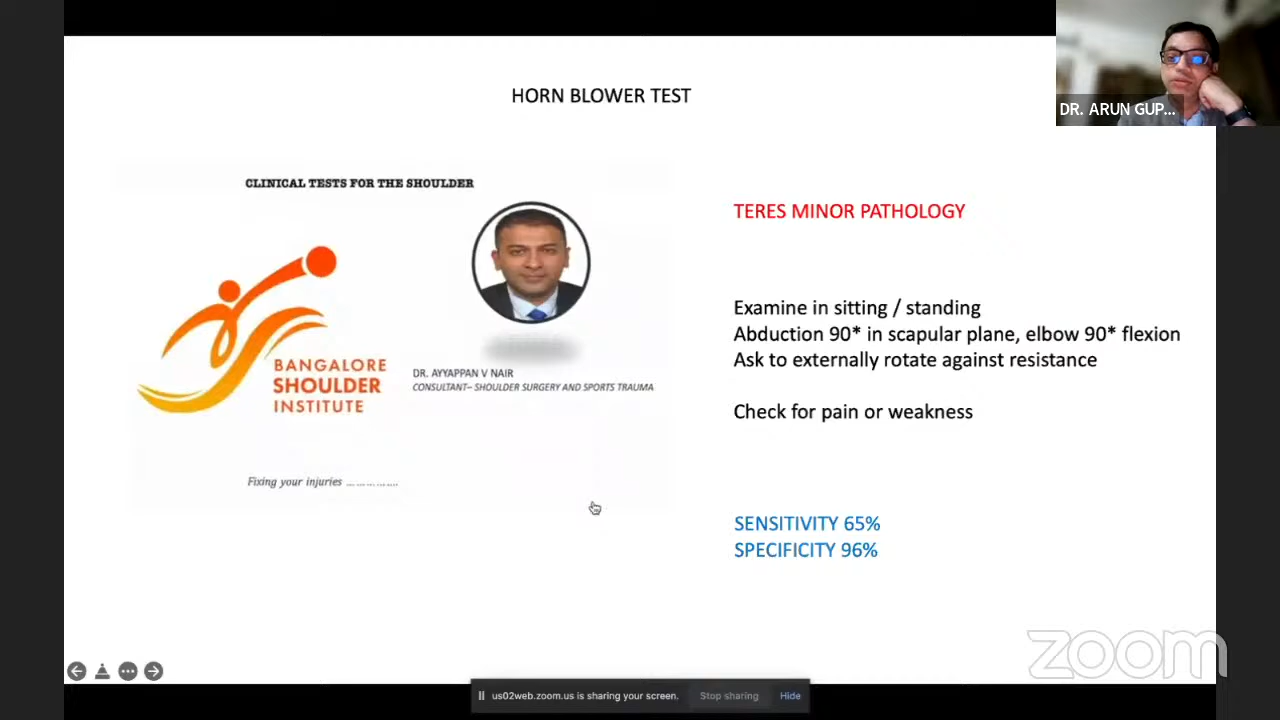 HORN BLOWER TEST
DR. ARUN GUP...
CLINICAL TESTS FOR THE SHOULDER
BANGALORE
SHOULDER
INSTITUTE
DR. AYYAPPAN V NAIR
CONSULTANT– SHOULDER SURGERY AND SPORTS TRAUMA
Fixing your injuries
TERES MINOR PATHOLOGY
Examine in sitting / standing
Abduction 90* in scapular plane, elbow 90* flexion
Ask to externally rotate against resistance
Check for pain or weakness
SENSITIVITY 65%
SPECIFICITY 96%
zoom
us02web.zoom.us is sharing your screen. Stop sharing Hide